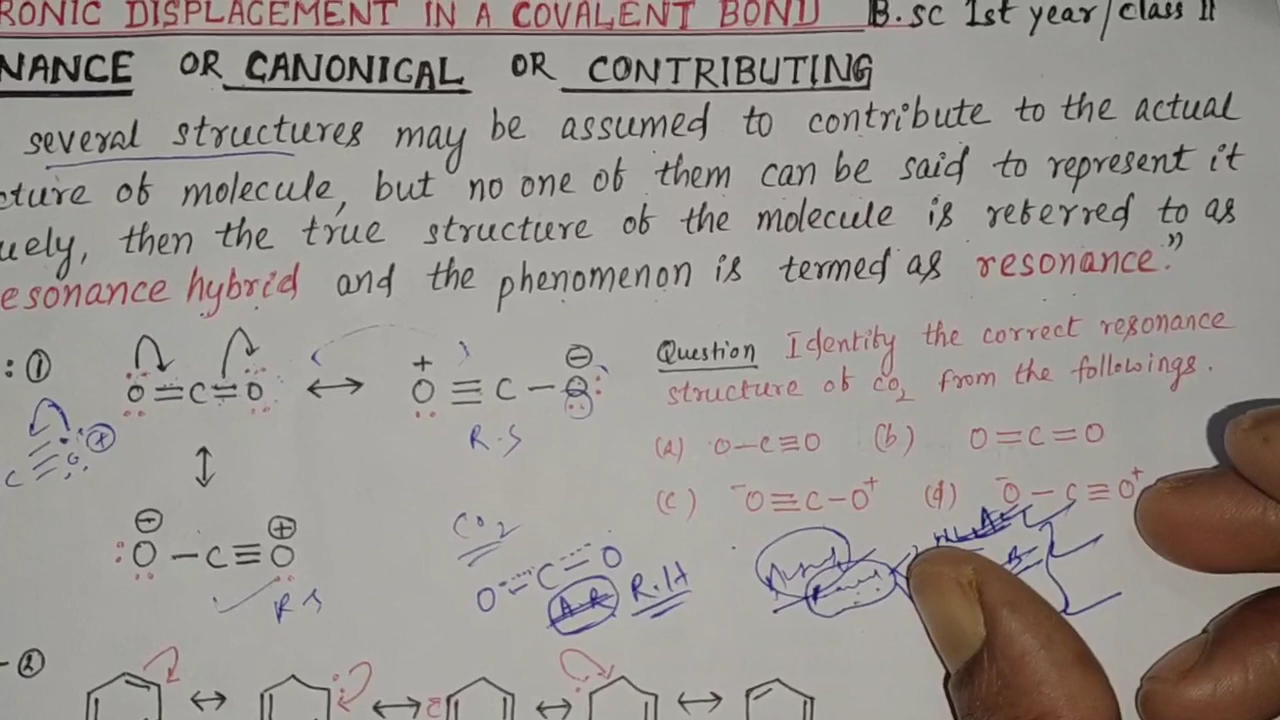 RONIC DISPLACEMENT IN A COVALENT BOND B.sc 1st year/class 11
NANCE OR CANONICAL OR CONTRIBUTING
several structures may be assumed to contribute to the actual
cture of molecule, but no one of them can be said to represent it
uely, then the true structure of the molecule is referred to as
esonance hybrid and the phenomenon is termed as resonance."
: ① O=C=O ↔ O≡C-O
+ ⊖
R.S
C≡O ⊕
↕
⊖ ⊕
:O-C≡O
R.S
CO2
O C O
R.H
Question Identity the correct resonance
structure of CO2 from the followings.
(a) O-C≡O (b) O=C=O
(c) ⁻O≡C-O⁺ (d) ⁻O-C≡O⁺
- ②
↔ ↔ ↔ ↔